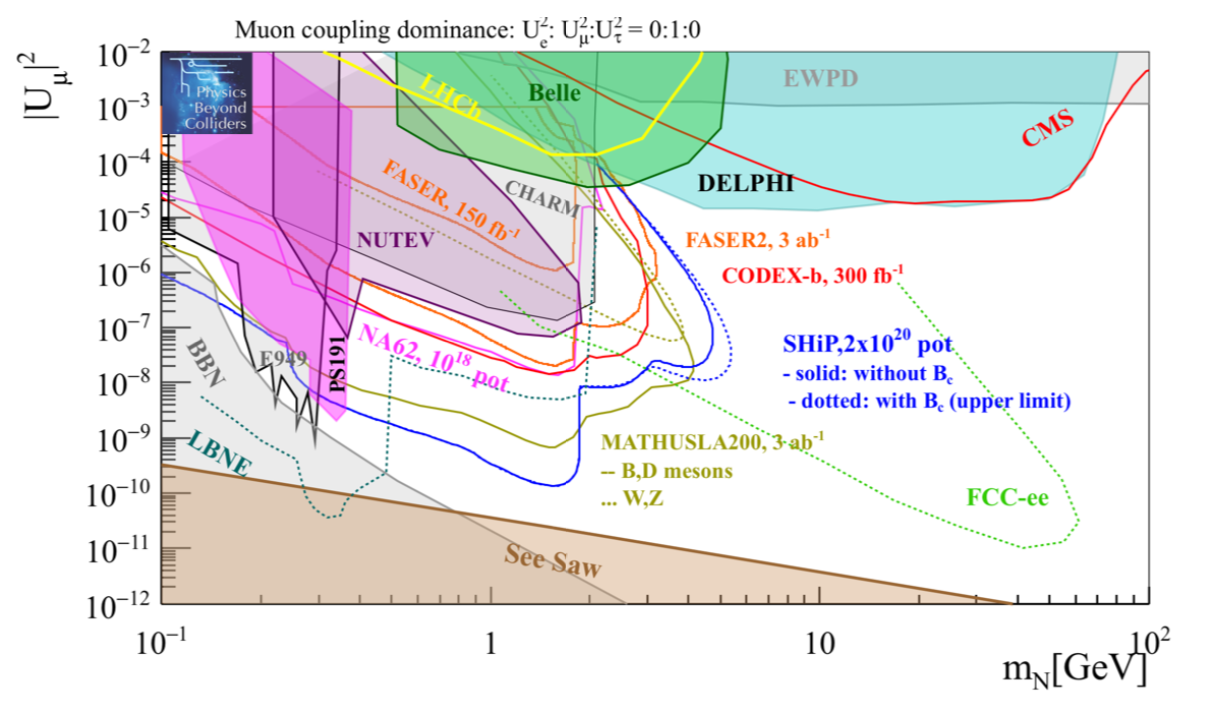 Muon coupling dominance: U²ₑ: U²μ:U²τ = 0:1:0
|Uμ|²
10⁻²
10⁻³
10⁻⁴
10⁻⁵
10⁻⁶
10⁻⁷
10⁻⁸
10⁻⁹
10⁻¹⁰
10⁻¹¹
10⁻¹²
Physics
Beyond
Colliders
LHCb
Belle
EWPD
CMS
DELPHI
CHARM
FASER, 150 fb⁻¹
NUTEV
FASER2, 3 ab⁻¹
CODEX-b, 300 fb⁻¹
NA62, 10¹⁸ pot
BBN
E949
PS191
SHiP,2x10²⁰ pot
- solid: without Bc
- dotted: with Bc (upper limit)
LBNE
MATHUSLA200, 3 ab⁻¹
-- B,D mesons
... W,Z
FCC-ee
See Saw
10⁻¹
1
10
10²
mN[GeV]